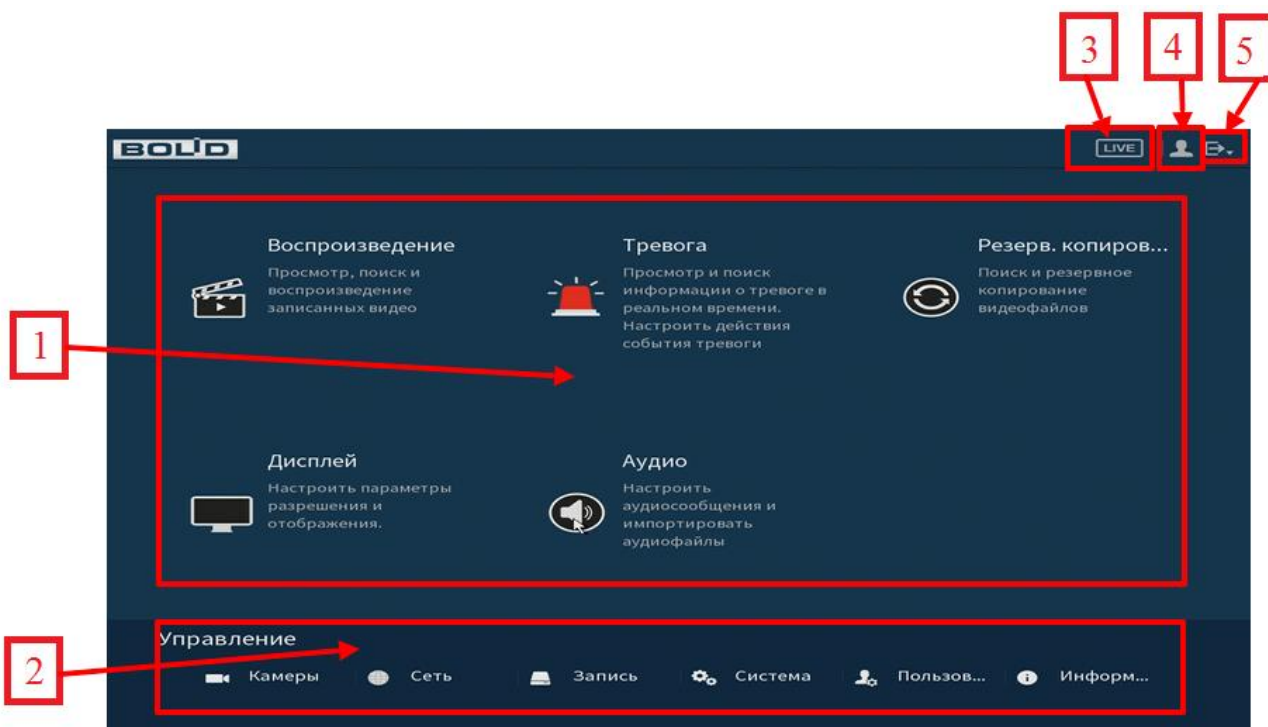 3 4 5
BOLID
LIVE
Воспроизведение
Просмотр, поиск и
воспроизведение
записанных видео
Тревога
Просмотр и поиск
информации о тревоге в
реальном времени.
Настроить действия
события тревоги
Резерв. копиров...
Поиск и резервное
копирование
видеофайлов
1
Дисплей
Настроить параметры
разрешения и
отображения.
Аудио
Настроить
аудиосообщения и
импортировать
аудиофайлы
Управление
2
Камеры Сеть Запись Система Пользов... Информ...